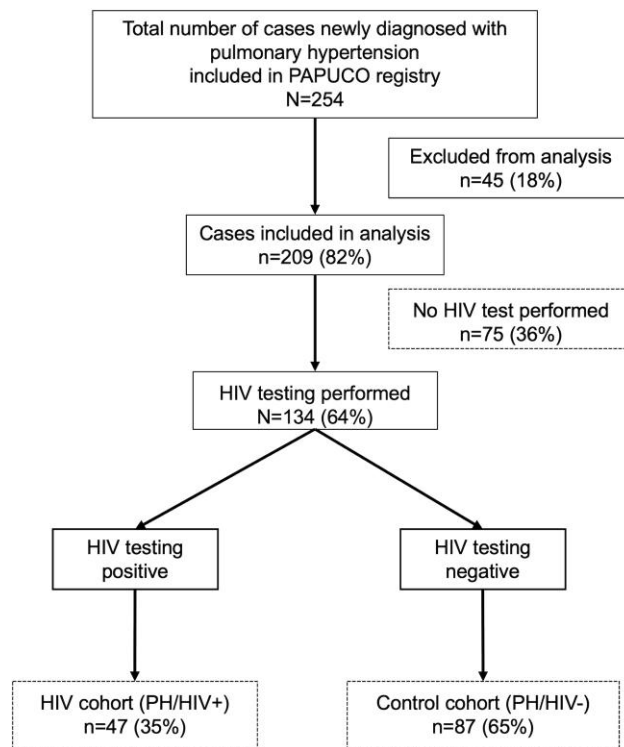 Total number of cases newly diagnosed with
pulmonary hypertension
included in PAPUCO registry
N=254
Excluded from analysis
n=45 (18%)
Cases included in analysis
n=209 (82%)
No HIV test performed
n=75 (36%)
HIV testing performed
N=134 (64%)
HIV testing
positive
HIV testing
negative
HIV cohort (PH/HIV+)
n=47 (35%)
Control cohort (PH/HIV-)
n=87 (65%)